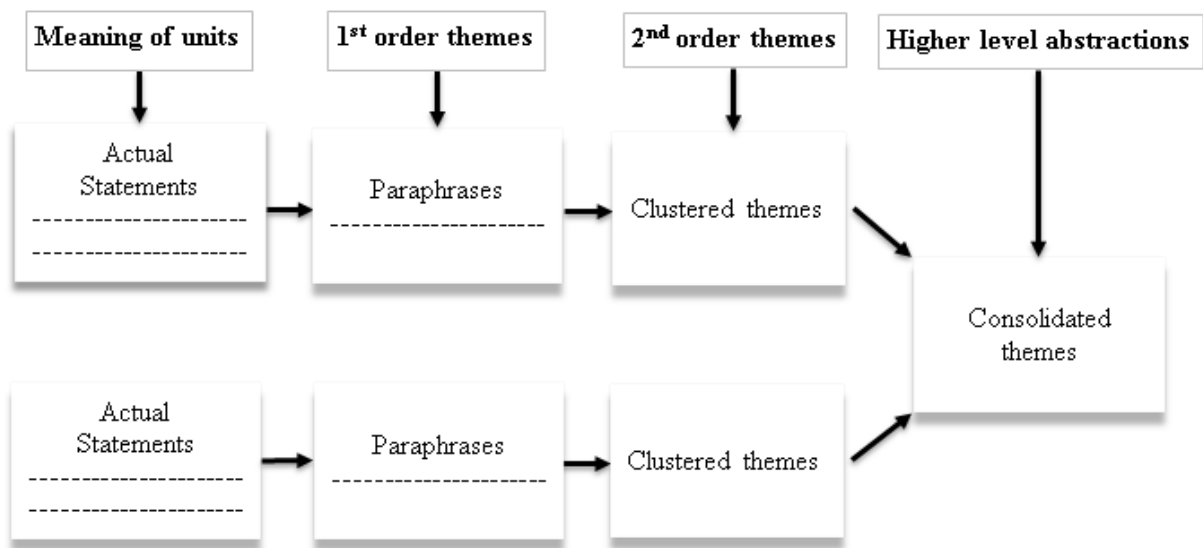 Meaning of units
1st order themes
2nd order themes
Higher level abstractions
Actual
Statements
Paraphrases
Clustered themes
Consolidated
themes
Actual
Statements
Paraphrases
Clustered themes